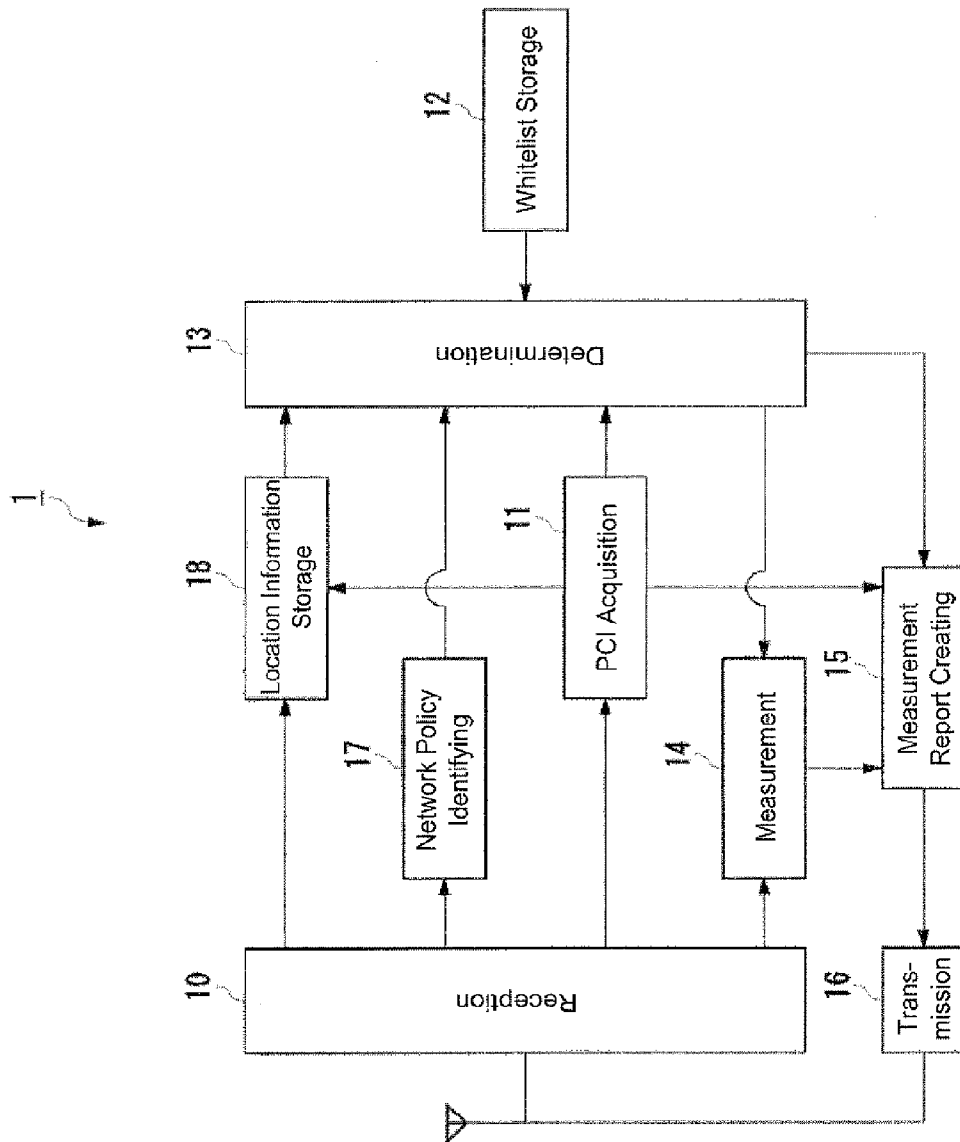 1
10
Reception
18
Location Information
Storage
13
Determination
12
Whitelist Storage
17
Network Policy
Identifying
11
PCI Acquisition
14
Measurement
15
Measurement
Report Creating
16
Trans-
mission